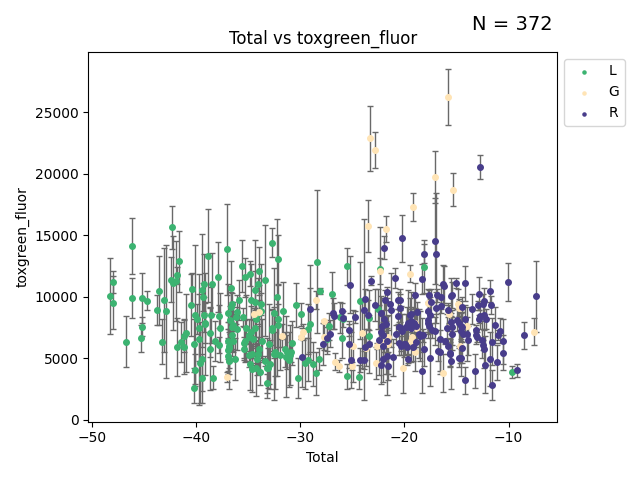 N = 372
Total vs toxgreen_fluor
L
G
R
toxgreen_fluor
25000
20000
15000
10000
5000
0
−50
−40
−30
−20
−10
Total